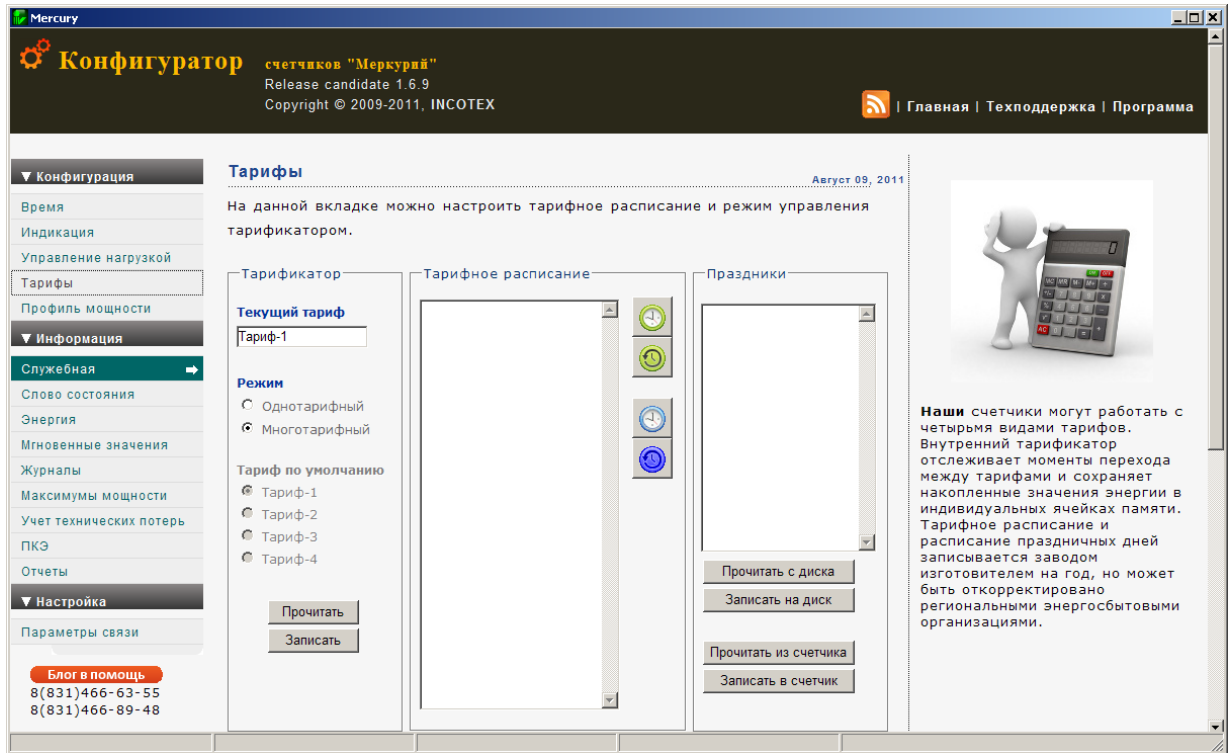 Mercury
Конфигуратор
счетчиков "Меркурий"
Release candidate 1.6.9
Copyright © 2009-2011, INCOTEX
| Главная | Техподдержка | Программа
▼ Конфигурация
Время
Индикация
Управление нагрузкой
Тарифы
Профиль мощности
▼ Информация
Служебная
Слово состояния
Энергия
Мгновенные значения
Журналы
Максимумы мощности
Учет технических потерь
ПКЭ
Отчеты
▼ Настройка
Параметры связи
Блог в помощь
8(831)466-63-55
8(831)466-89-48
Тарифы
Август 09, 2011
На данной вкладке можно настроить тарифное расписание и режим управления
тарификатором.
Тарификатор
Текущий тариф
Тариф-1
Режим
Однотарифный
Многотарифный
Тариф по умолчанию
Тариф-1
Тариф-2
Тариф-3
Тариф-4
Прочитать
Записать
Тарифное расписание
Праздники
Прочитать с диска
Записать на диск
Прочитать из счетчика
Записать в счетчик
Наши счетчики могут работать с
четырьмя видами тарифов.
Внутренний тарификатор
отслеживает моменты перехода
между тарифами и сохраняет
накопленные значения энергии в
индивидуальных ячейках памяти.
Тарифное расписание и
расписание праздничных дней
записывается заводом
изготовителем на год, но может
быть откорректировано
региональными энергосбытовыми
организациями.